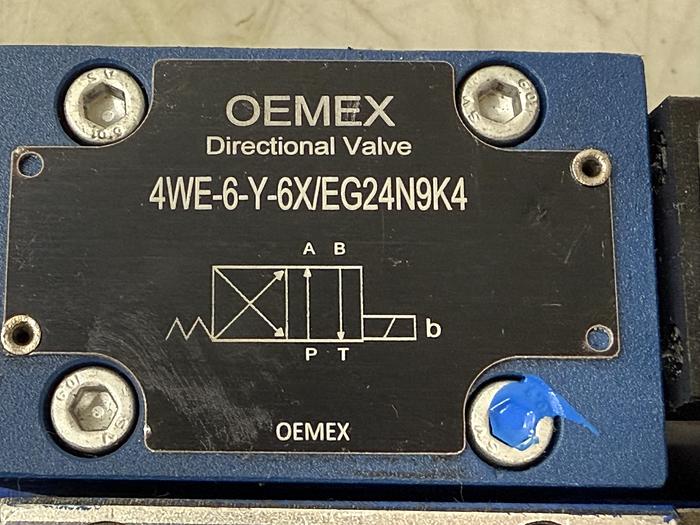 OEMEX
Directional Valve
4WE-6-Y-6X/EG24N9K4
A B
b
P T
OEMEX